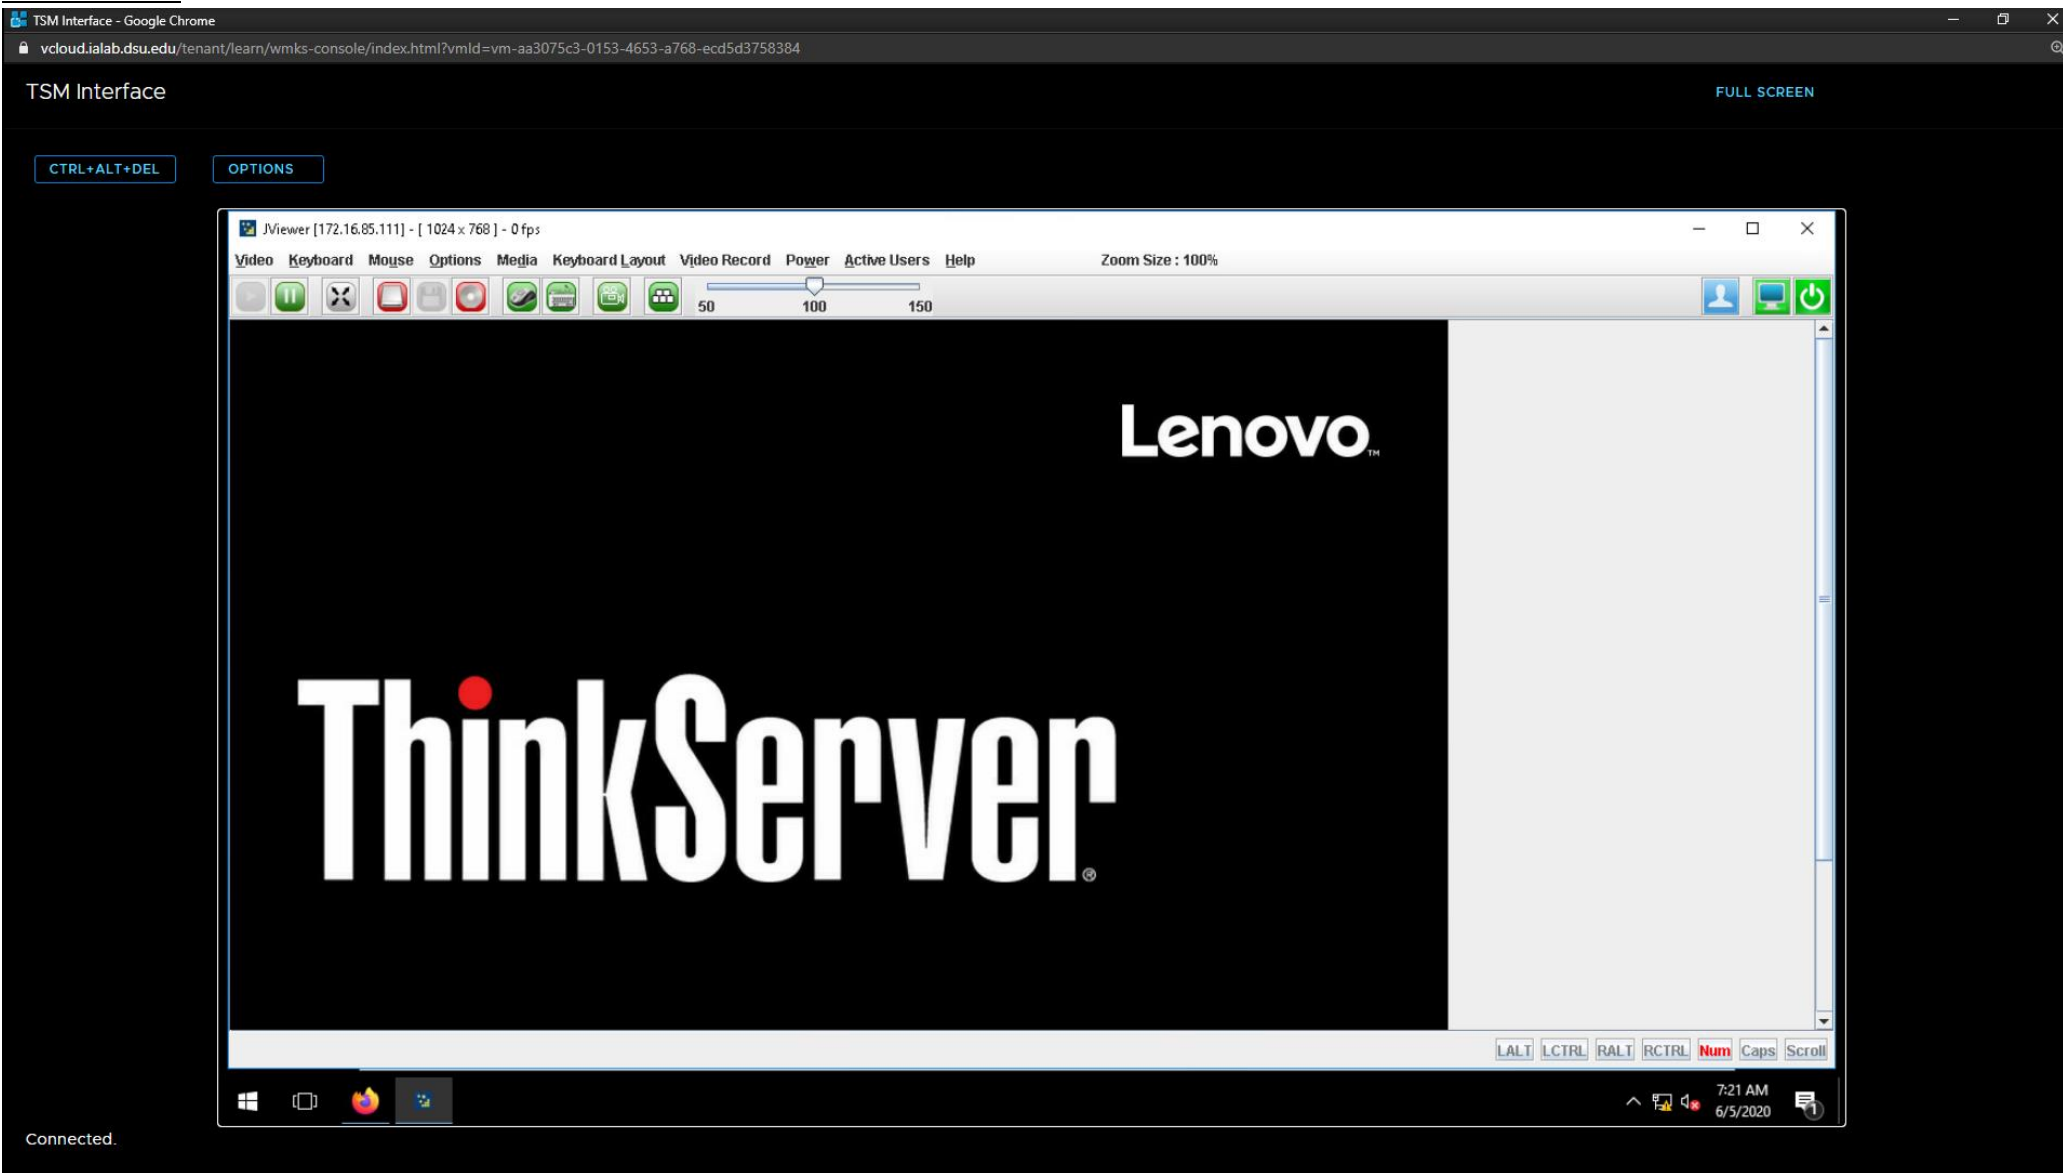 TSM Interface - Google Chrome
vcloud.ialab.dsu.edu/tenant/learn/wmks-console/index.html?vmId=vm-aa3075c3-0153-4653-a768-ecd5d3758384
TSM Interface
FULL SCREEN
CTRL+ALT+DEL OPTIONS
JViewer [172.16.85.111] - [ 1024 x 768 ] - 0 fps
Video Keyboard Mouse Options Media Keyboard Layout Video Record Power Active Users Help Zoom Size : 100%
50 100 150
Lenovo™
ThinkServer®
LALT LCTRL RALT RCTRL Num Caps Scroll
7:21 AM
6/5/2020
1
Connected.